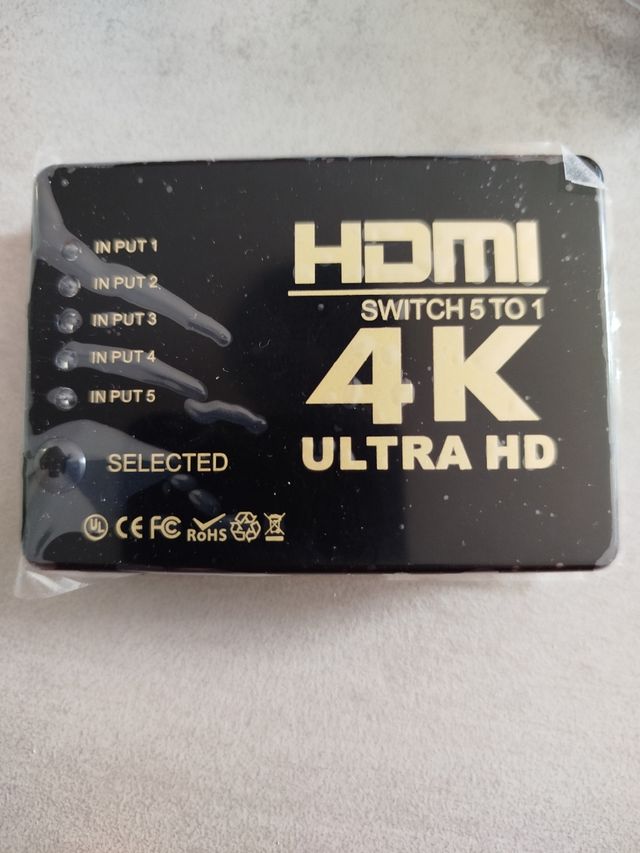 IN PUT 1
IN PUT 2
IN PUT 3
IN PUT 4
IN PUT 5
SELECTED
HDMI
SWITCH 5 TO 1
4K
ULTRA HD
UL CE FC RoHS